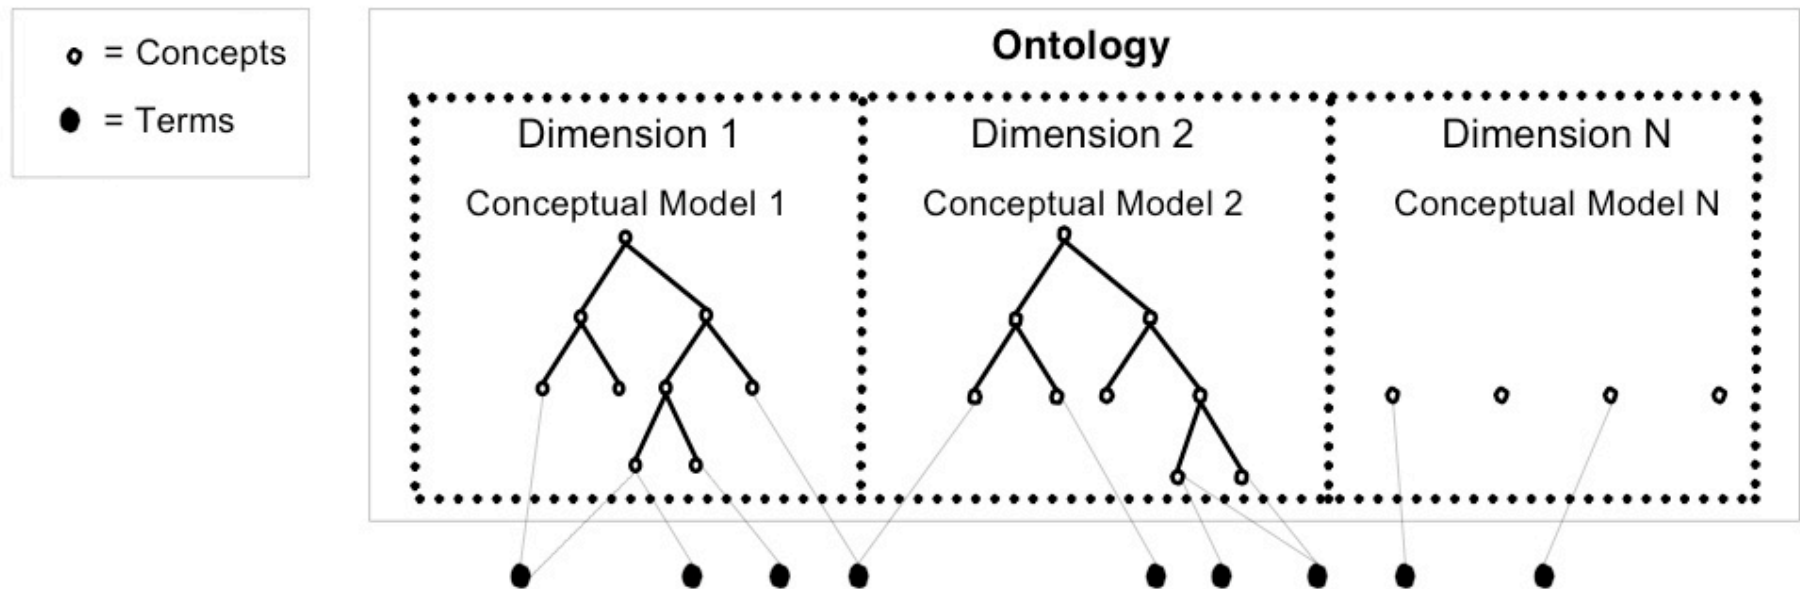 = Concepts
= Terms
Ontology
Dimension 1
Dimension 2
Dimension N
Conceptual Model 1
Conceptual Model 2
Conceptual Model N